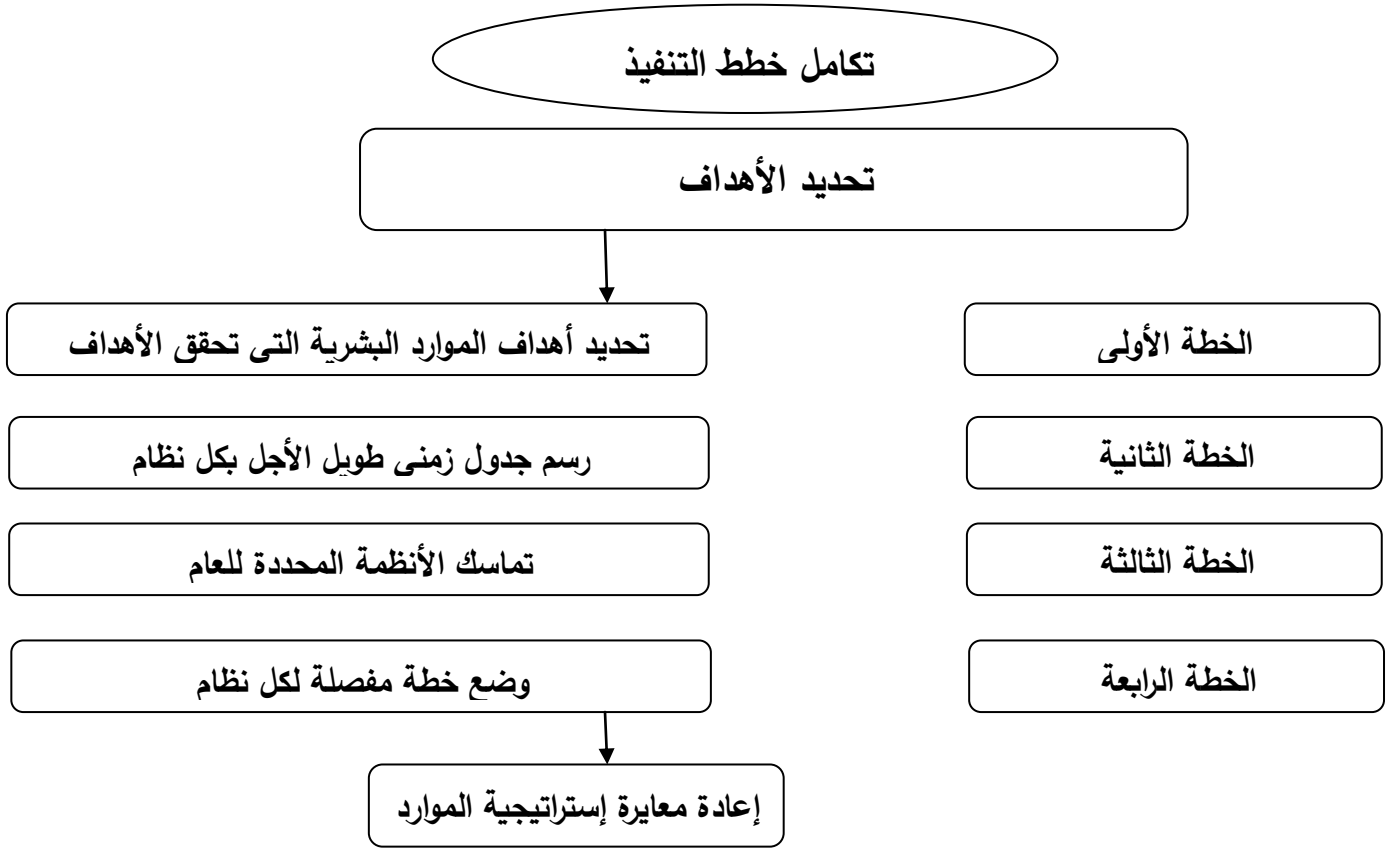 تكامل خطط التنفيذ
تحديد الأهداف
الخطة الأولى
تحديد أهداف الموارد البشرية التى تحقق الأهداف
الخطة الثانية
رسم جدول زمنى طويل الأجل بكل نظام
الخطة الثالثة
تماسك الأنظمة المحددة للعام
الخطة الرابعة
وضع خطة مفصلة لكل نظام
إعادة معايرة إستراتيجية الموارد